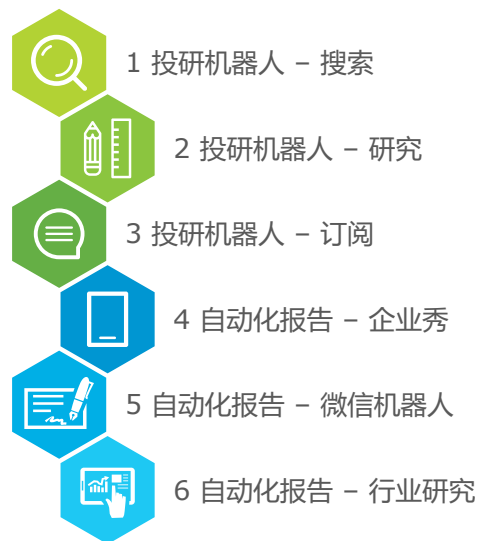 1 投研机器人 – 搜索
2 投研机器人 – 研究
3 投研机器人 – 订阅
4 自动化报告 – 企业秀
5 自动化报告 – 微信机器人
6 自动化报告 – 行业研究